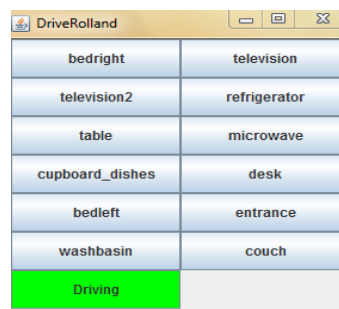 DriveRolland
bedright television
television2 refrigerator
table microwave
cupboard_dishes desk
bedleft entrance
washbasin couch
Driving